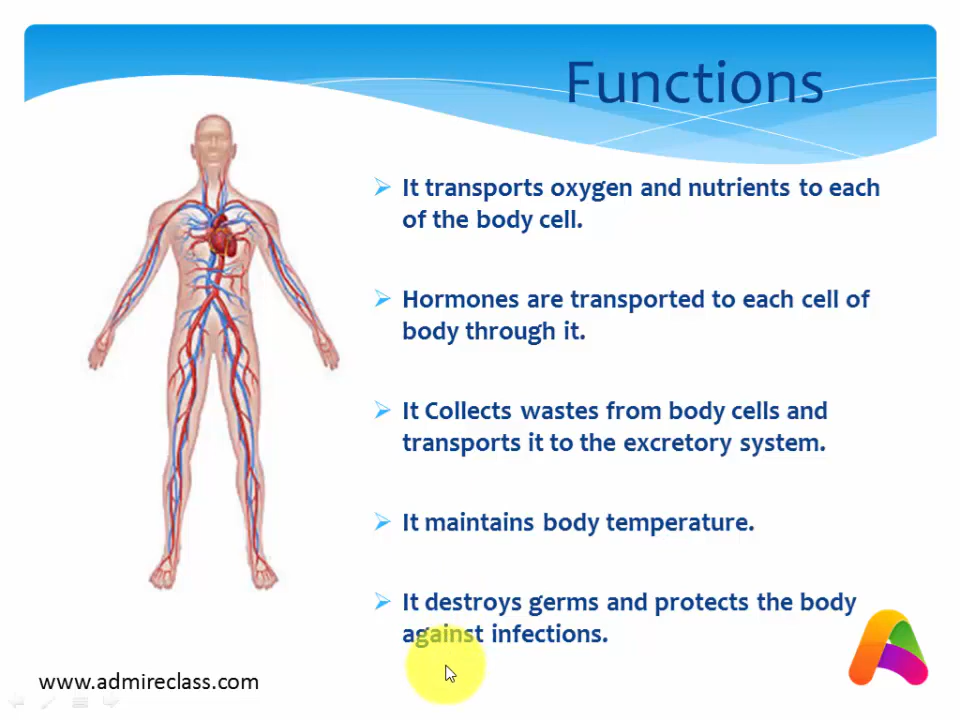 Functions
It transports oxygen and nutrients to each
of the body cell.
Hormones are transported to each cell of
body through it.
It Collects wastes from body cells and
transports it to the excretory system.
It maintains body temperature.
It destroys germs and protects the body
against infections.
www.admireclass.com